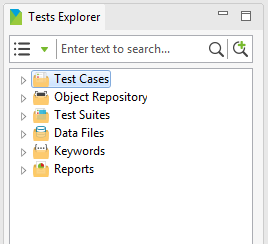 Tests Explorer
Enter text to search...
Test Cases
Object Repository
Test Suites
Data Files
Keywords
Reports